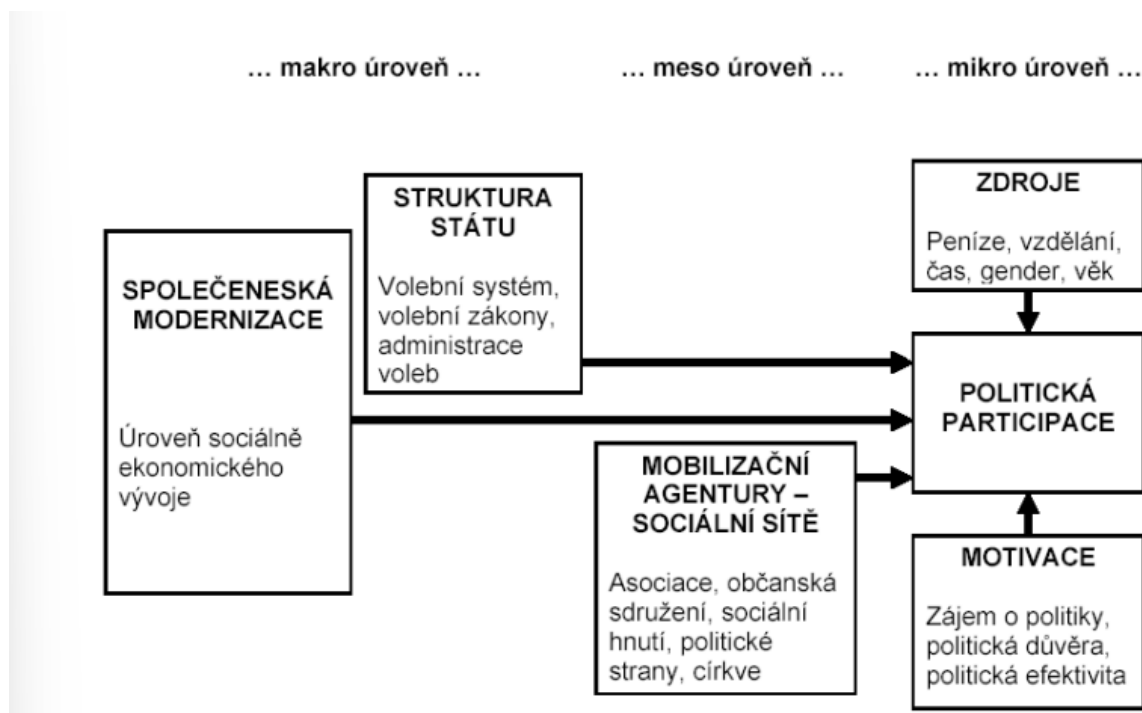 ... makro úroveň ...
... meso úroveň ...
... mikro úroveň ...
SPOLEČENESKÁ
MODERNIZACE
Úroveň sociálně
ekonomického
vývoje
STRUKTURA
STÁTU
Volební systém,
volební zákony,
administrace
voleb
MOBILIZAČNÍ
AGENTURY –
SOCIÁLNÍ SÍTĚ
Asociace, občanská
sdružení, sociální
hnutí, politické
strany, církve
ZDROJE
Peníze, vzdělání,
čas, gender, věk
POLITICKÁ
PARTICIPACE
MOTIVACE
Zájem o politiky,
politická důvěra,
politická efektivita